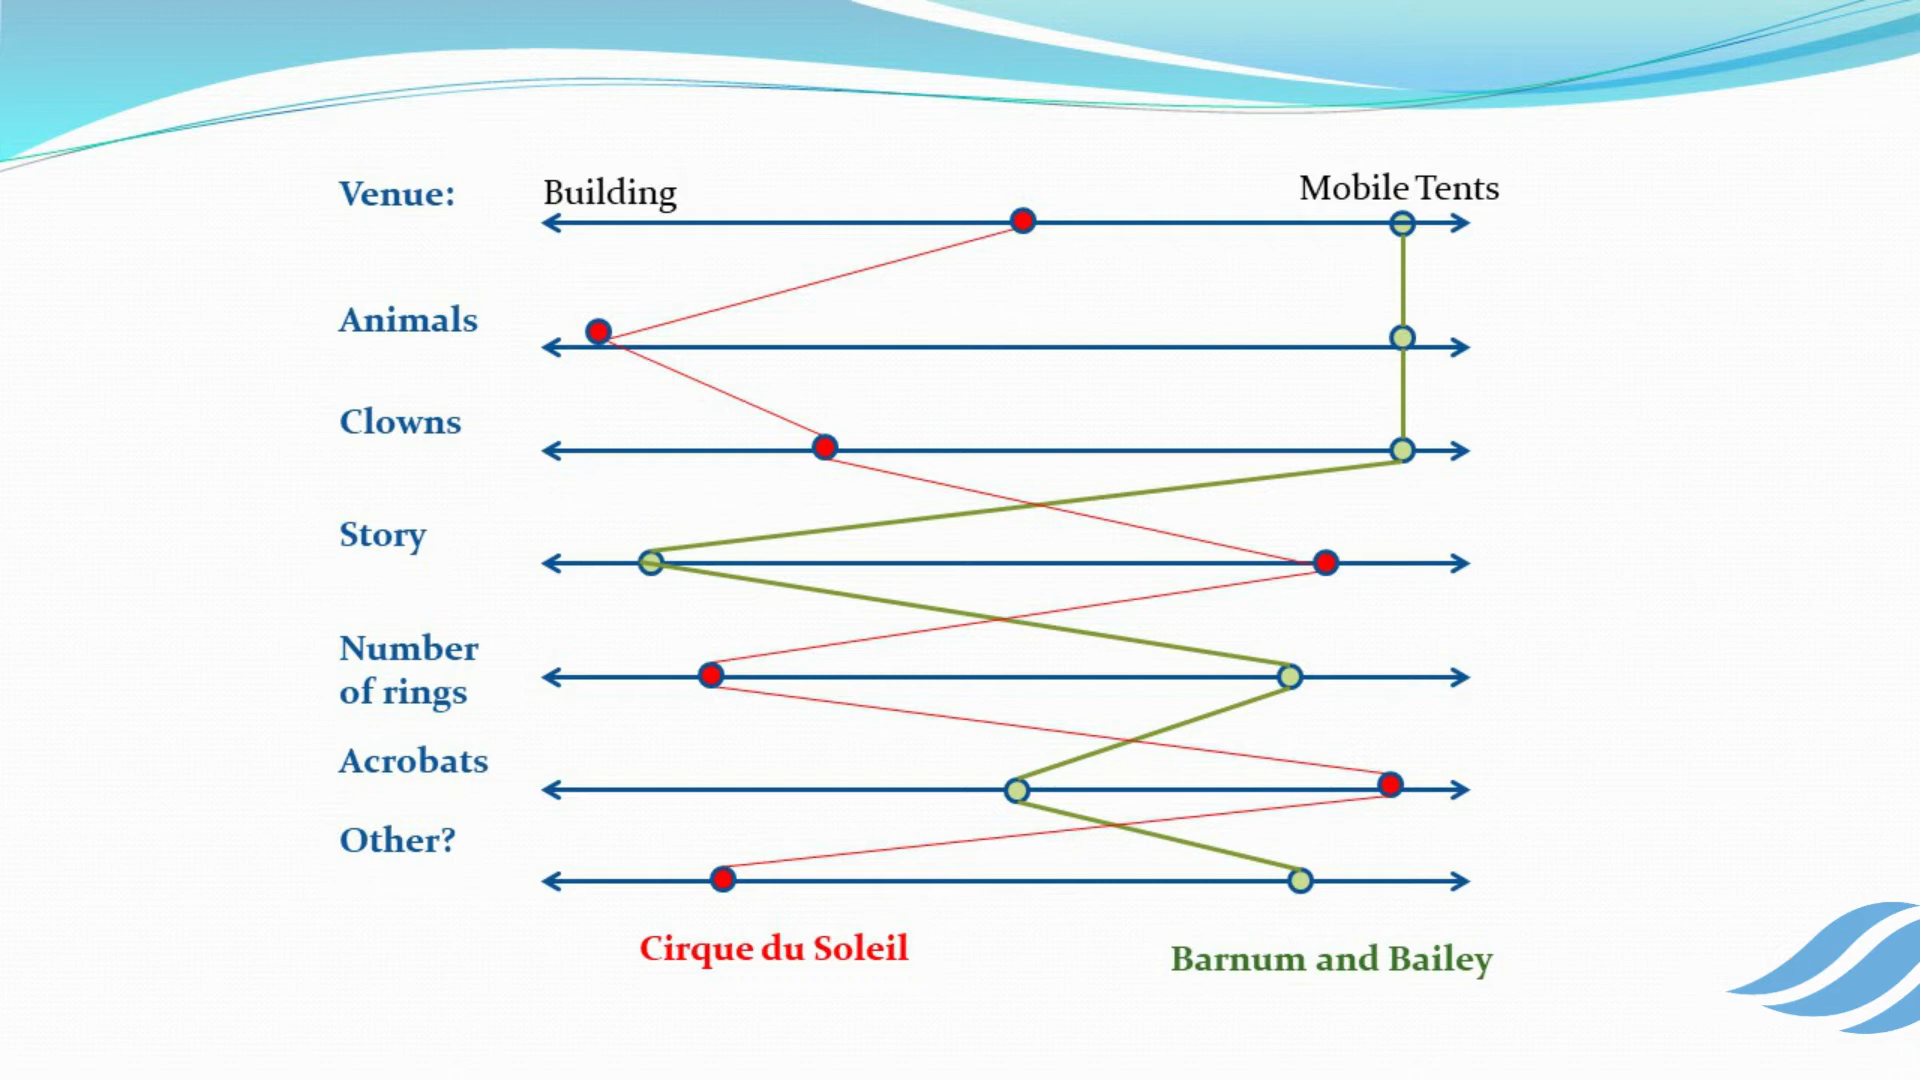 Venue:
Building
Mobile Tents
Animals
Clowns
Story
Number
of rings
Acrobats
Other?
Cirque du Soleil
Barnum and Bailey